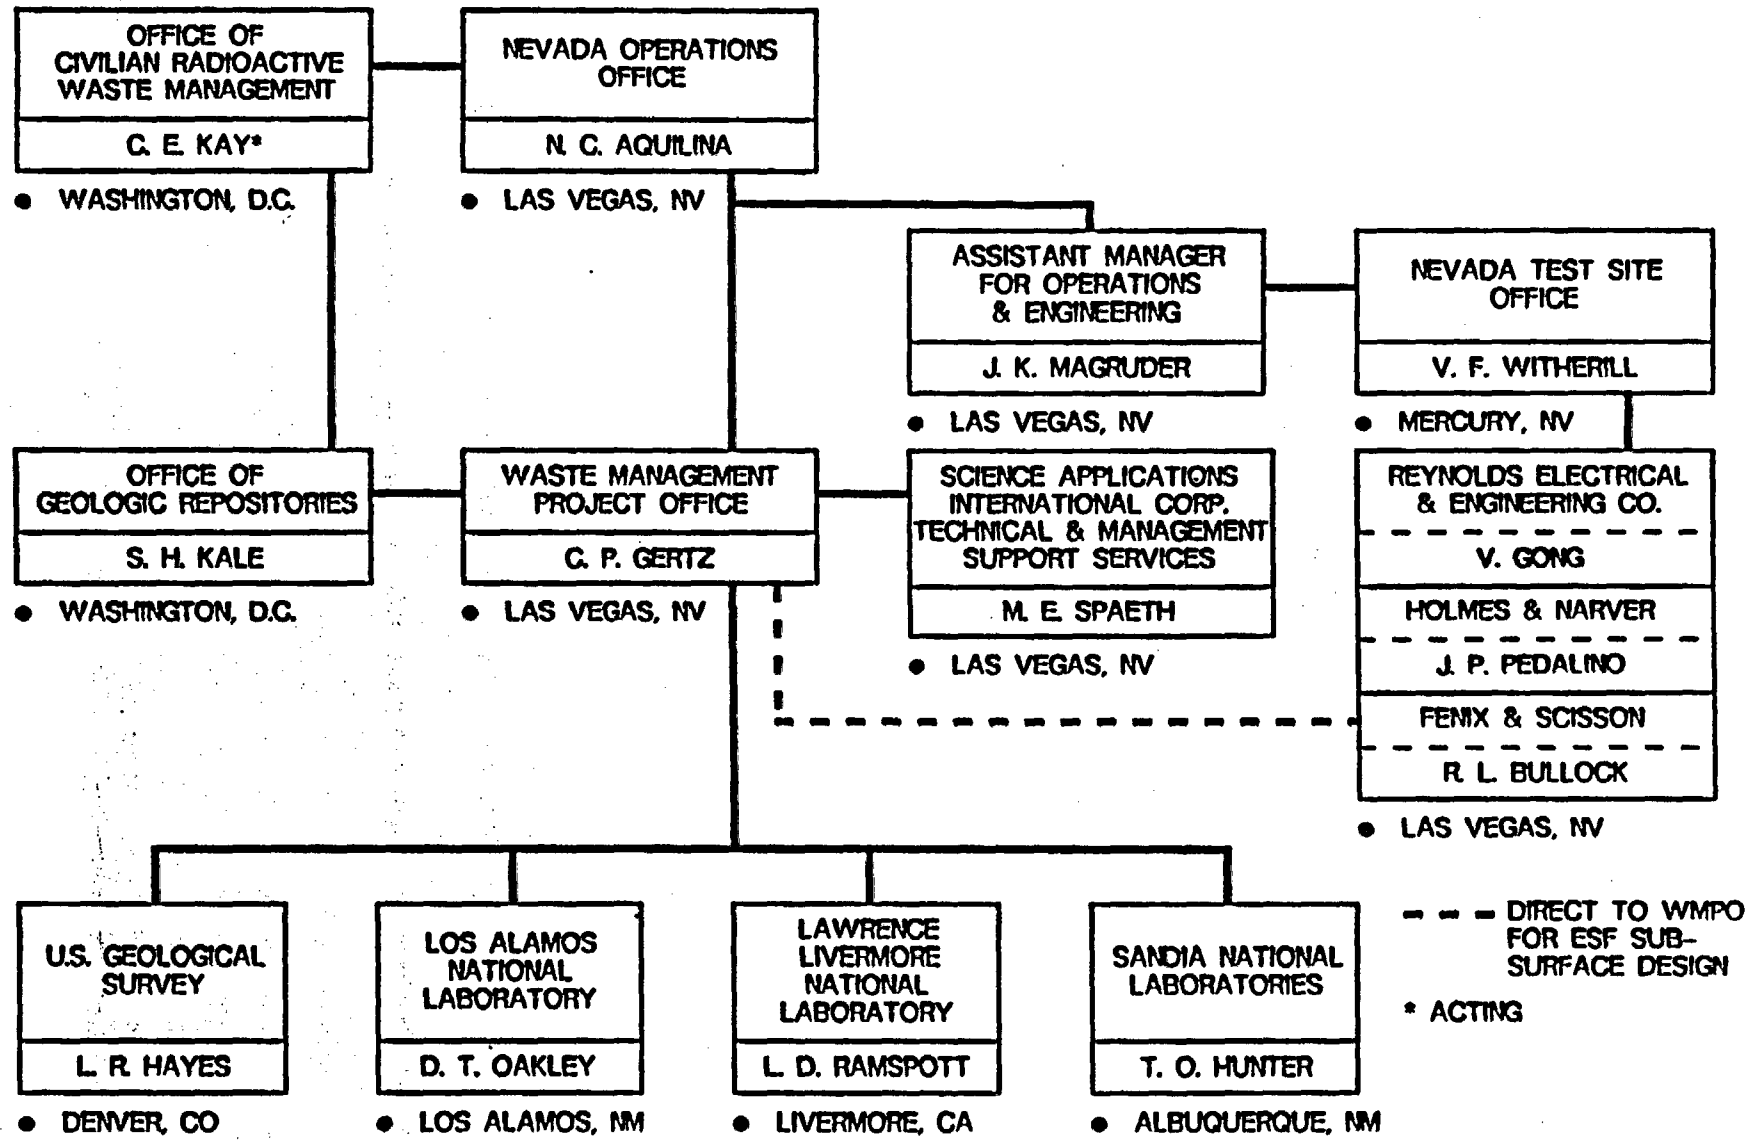 OFFICE OF
CIVILIAN RADIOACTIVE
WASTE MANAGEMENT
C. E. KAY*
● WASHINGTON, D.C.
NEVADA OPERATIONS
OFFICE
N. C. AQUILINA
● LAS VEGAS, NV
ASSISTANT MANAGER
FOR OPERATIONS
& ENGINEERING
J. K. MAGRUDER
● LAS VEGAS, NV
NEVADA TEST SITE
OFFICE
V. F. WITHERILL
● MERCURY, NV
OFFICE OF
GEOLOGIC REPOSITORIES
S. H. KALE
● WASHINGTON, D.C.
WASTE MANAGEMENT
PROJECT OFFICE
C. P. GERTZ
● LAS VEGAS, NV
SCIENCE APPLICATIONS
INTERNATIONAL CORP.
TECHNICAL & MANAGEMENT
SUPPORT SERVICES
M. E. SPAETH
● LAS VEGAS, NV
REYNOLDS ELECTRICAL
& ENGINEERING CO.
V. GONG
HOLMES & NARVER
J. P. PEDALINO
FENIX & SCISSON
R. L. BULLOCK
● LAS VEGAS, NV
U.S. GEOLOGICAL
SURVEY
L. R. HAYES
● DENVER, CO
LOS ALAMOS
NATIONAL
LABORATORY
D. T. OAKLEY
● LOS ALAMOS, NM
LAWRENCE
LIVERMORE
NATIONAL
LABORATORY
L. D. RAMSPOTT
● LIVERMORE, CA
SANDIA NATIONAL
LABORATORIES
T. O. HUNTER
● ALBUQUERQUE, NM
DIRECT TO WMPO
FOR ESF SUB-
SURFACE DESIGN
* ACTING